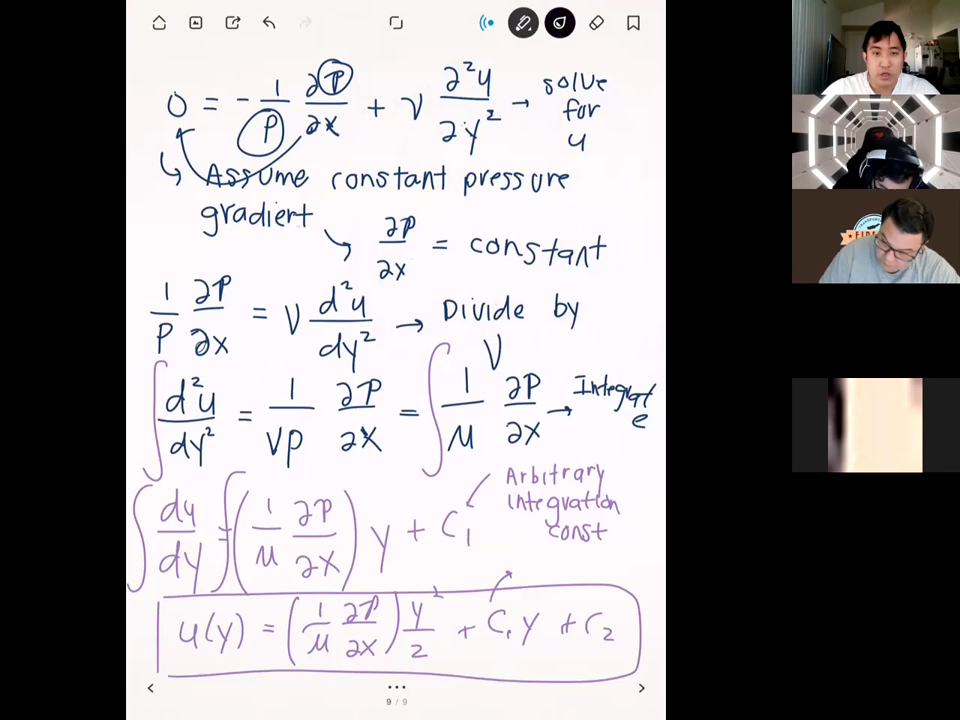 0 = - 1/ρ ∂P/∂x + ν ∂²u/∂y² → solve for u
↳ Assume constant pressure
gradient ↘ ∂P/∂x = constant
1/ρ ∂P/∂x = ν d²u/dy² → Divide by ν
∫ d²u/dy² = 1/νρ ∂P/∂x = ∫ 1/μ ∂P/∂x → Integrate
Arbitrary
integration
const
∫ du/dy = ∫ (1/μ ∂P/∂x) y + C₁
u(y) = (1/μ ∂P/∂x) y²/2 + C₁y + C₂
9 / 9